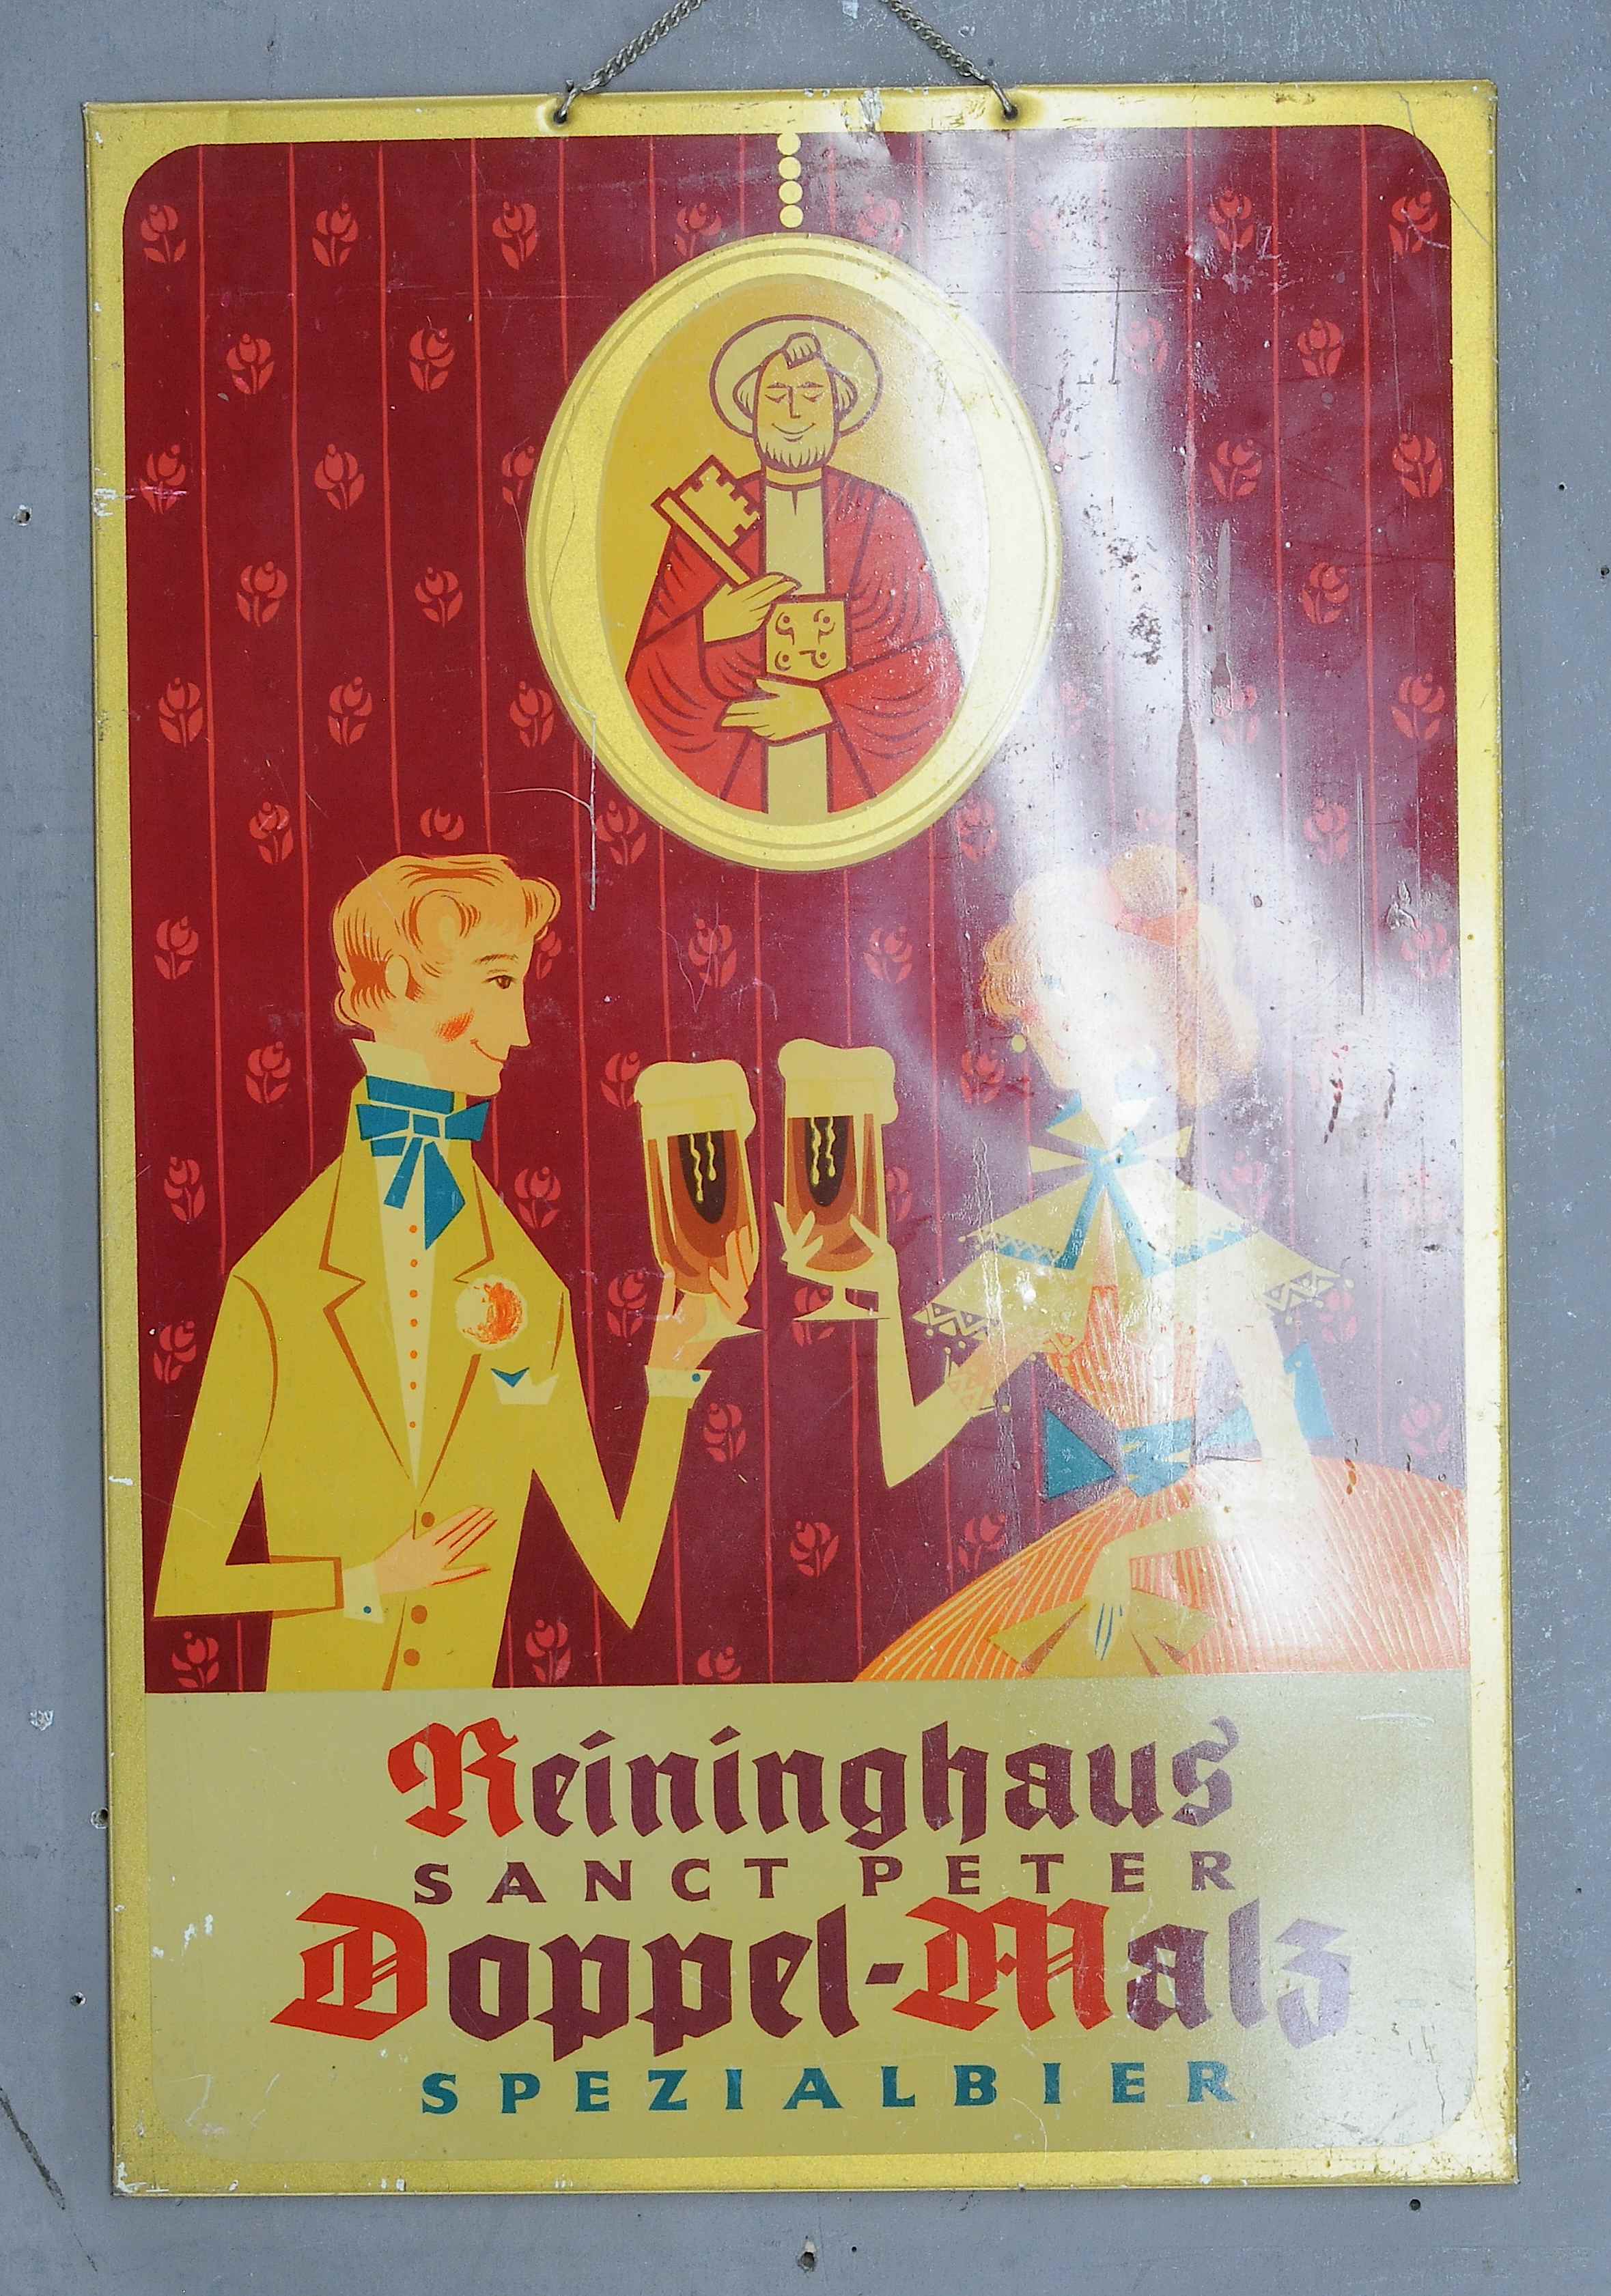 Reininghaus
SANCT PETER
Doppel-Malz
SPEZIALBIER